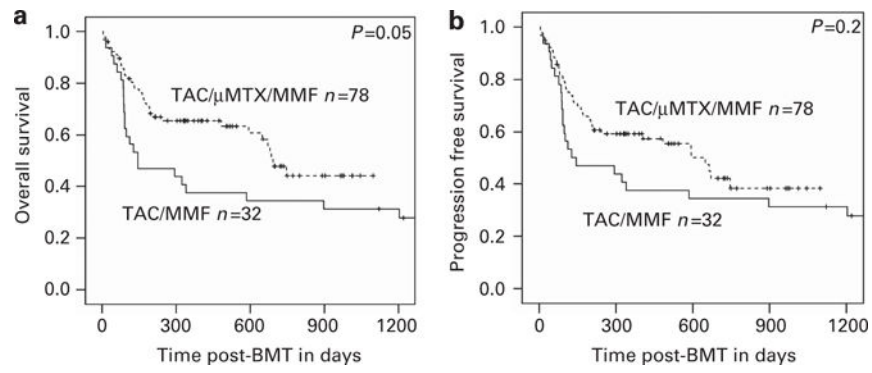 a
P=0.05
1.0
0.8
0.6
0.4
0.2
0.0
Overall survival
TAC/μMTX/MMF n=78
TAC/MMF n=32
0 300 600 900 1200
Time post-BMT in days
b
P=0.2
1.0
0.8
0.6
0.4
0.2
0.0
Progression free survival
TAC/μMTX/MMF n=78
TAC/MMF n=32
0 300 600 900 1200
Time post-BMT in days